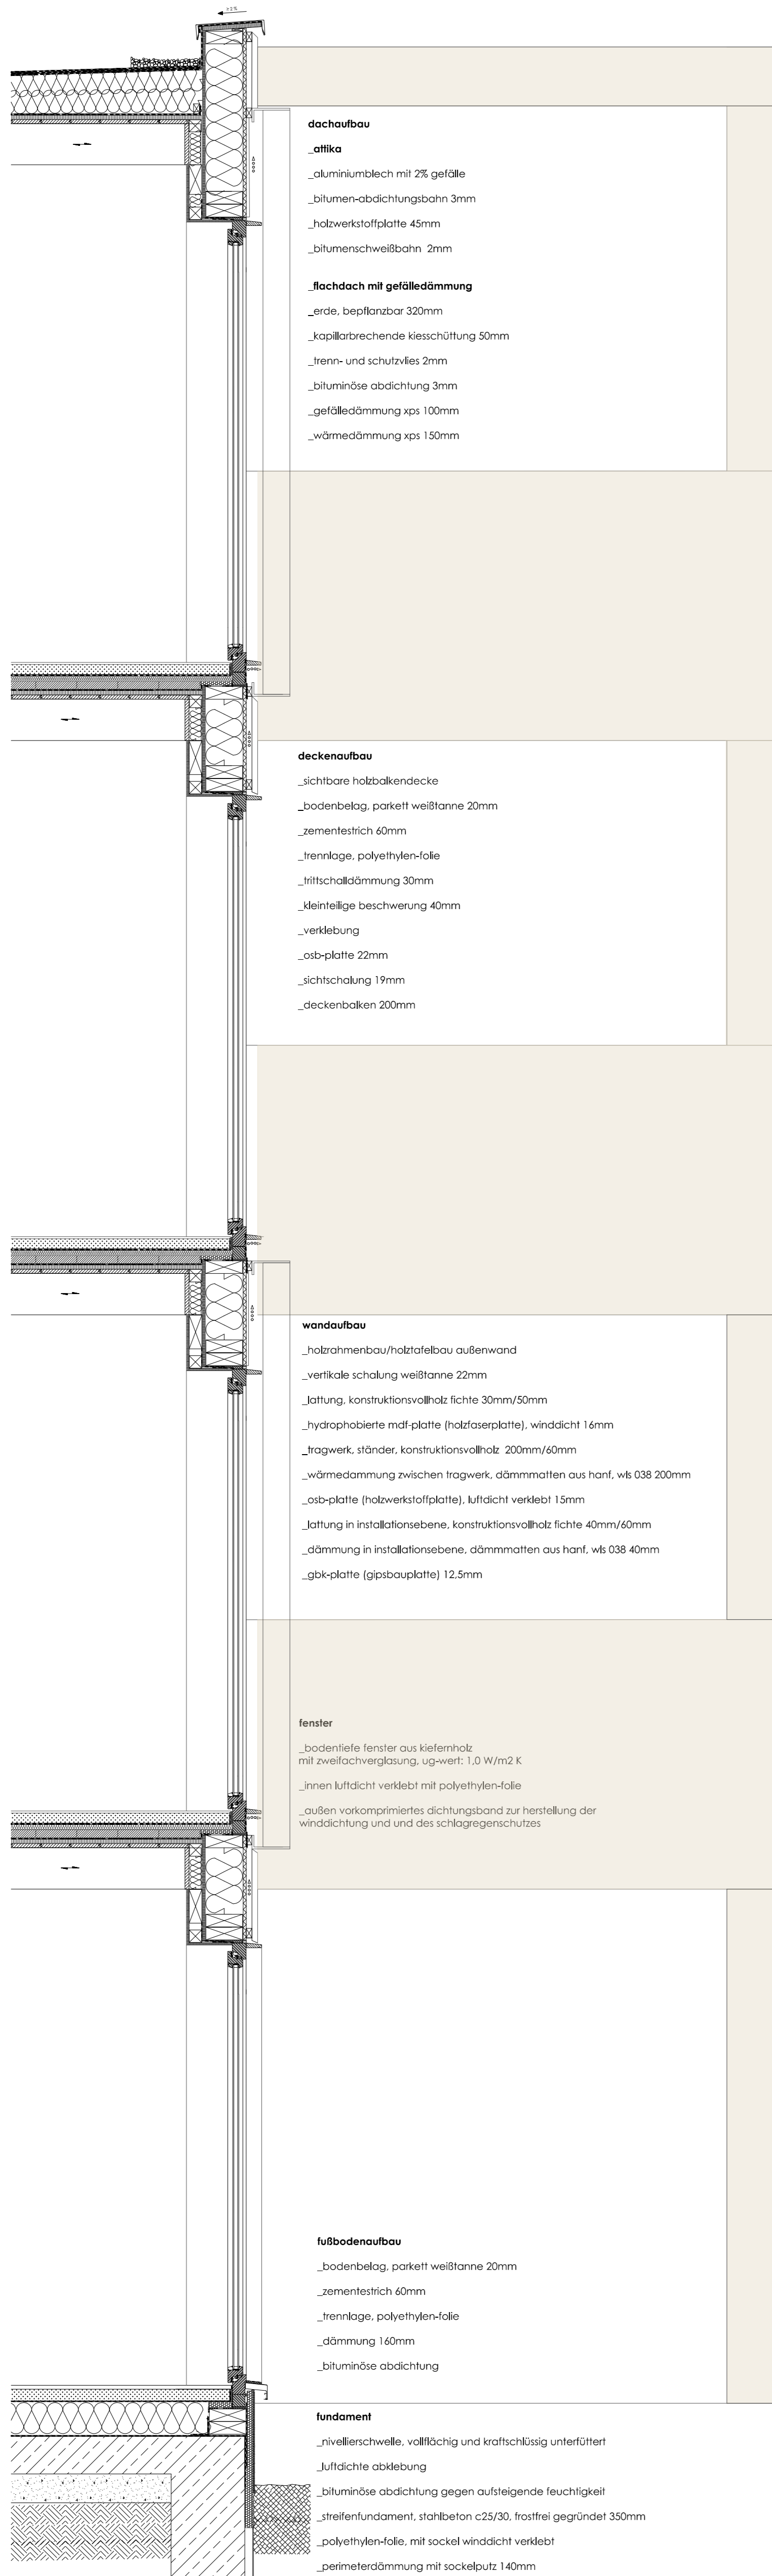 >2%
dachaufbau
_attika
_aluminiumblech mit 2% gefälle
_bitumen-abdichtungsbahn 3mm
_holzwerkstoffplatte 45mm
_bitumenschweißbahn  2mm
_flachdach mit gefälledämmung
_erde, bepflanzbar 320mm
_kapillarbrechende kiesschüttung 50mm
_trenn- und schutzvlies 2mm
_bituminöse abdichtung 3mm
_gefälledämmung xps 100mm
_wärmedämmung xps 150mm
deckenaufbau
_sichtbare holzbalkendecke
_bodenbelag, parkett weißtanne 20mm
_zementestrich 60mm
_trennlage, polyethylen-folie
_trittschalldämmung 30mm
_kleinteilige beschwerung 40mm
_verklebung
_osb-platte 22mm
_sichtschalung 19mm
_deckenbalken 200mm
wandaufbau
_holzrahmenbau/holztafelbau außenwand
_vertikale schalung weißtanne 22mm
_lattung, konstruktionsvollholz fichte 30mm/50mm
_hydrophobierte mdf-platte (holzfaserplatte), winddicht 16mm
_tragwerk, ständer, konstruktionsvollholz  200mm/60mm
_wärmedammung zwischen tragwerk, dämmmatten aus hanf, wls 038 200mm
_osb-platte (holzwerkstoffplatte), luftdicht verklebt 15mm
_lattung in installationsebene, konstruktionsvollholz fichte 40mm/60mm
_dämmung in installationsebene, dämmmatten aus hanf, wls 038 40mm
_gbk-platte (gipsbauplatte) 12,5mm
fenster
_bodentiefe fenster aus kiefernholz
mit zweifachverglasung, ug-wert: 1,0 W/m2 K
_innen luftdicht verklebt mit polyethylen-folie
_außen vorkomprimiertes dichtungsband zur herstellung der
winddichtung und und des schlagregenschutzes
fußbodenaufbau
_bodenbelag, parkett weißtanne 20mm
_zementestrich 60mm
_trennlage, polyethylen-folie
_dämmung 160mm
_bituminöse abdichtung
fundament
_nivellierschwelle, vollflächig und kraftschlüssig unterfüttert
_luftdichte abklebung
_bituminöse abdichtung gegen aufsteigende feuchtigkeit
_streifenfundament, stahlbeton c25/30, frostfrei gegründet 350mm
_polyethylen-folie, mit sockel winddicht verklebt
_perimeterdämmung mit sockelputz 140mm